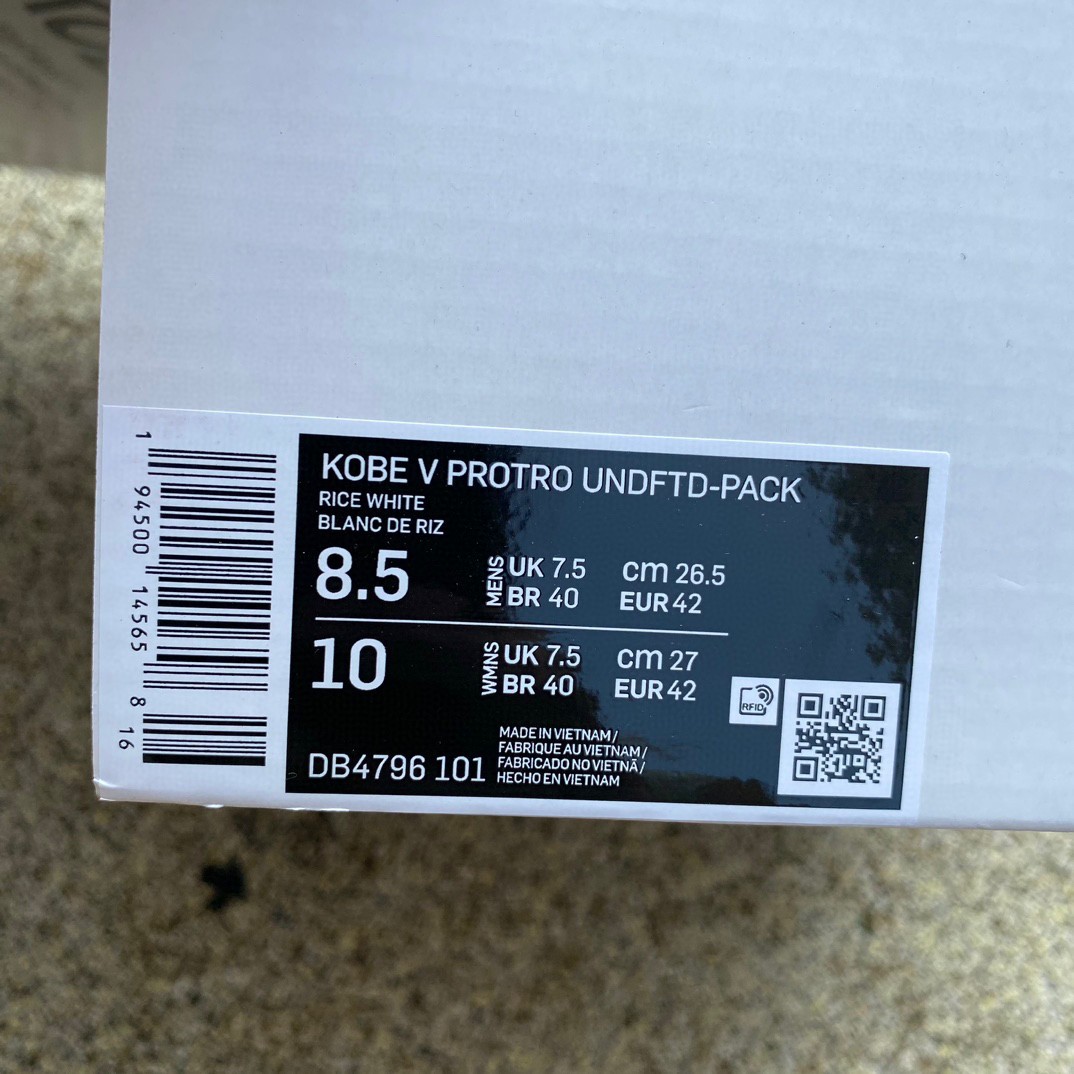 KOBE V PROTRO UNDFTD-PACK
RICE WHITE
BLANC DE RIZ
8.5
MENS
UK 7.5 cm 26.5
BR 40 EUR 42
10
WMNS
UK 7.5 cm 27
BR 40 EUR 42
RFID
DB4796 101
MADE IN VIETNAM/
FABRIQUE AU VIETNAM/
FABRICADO NO VIETNÃ/
HECHO EN VIETNAM
1 94500 14565 8 16